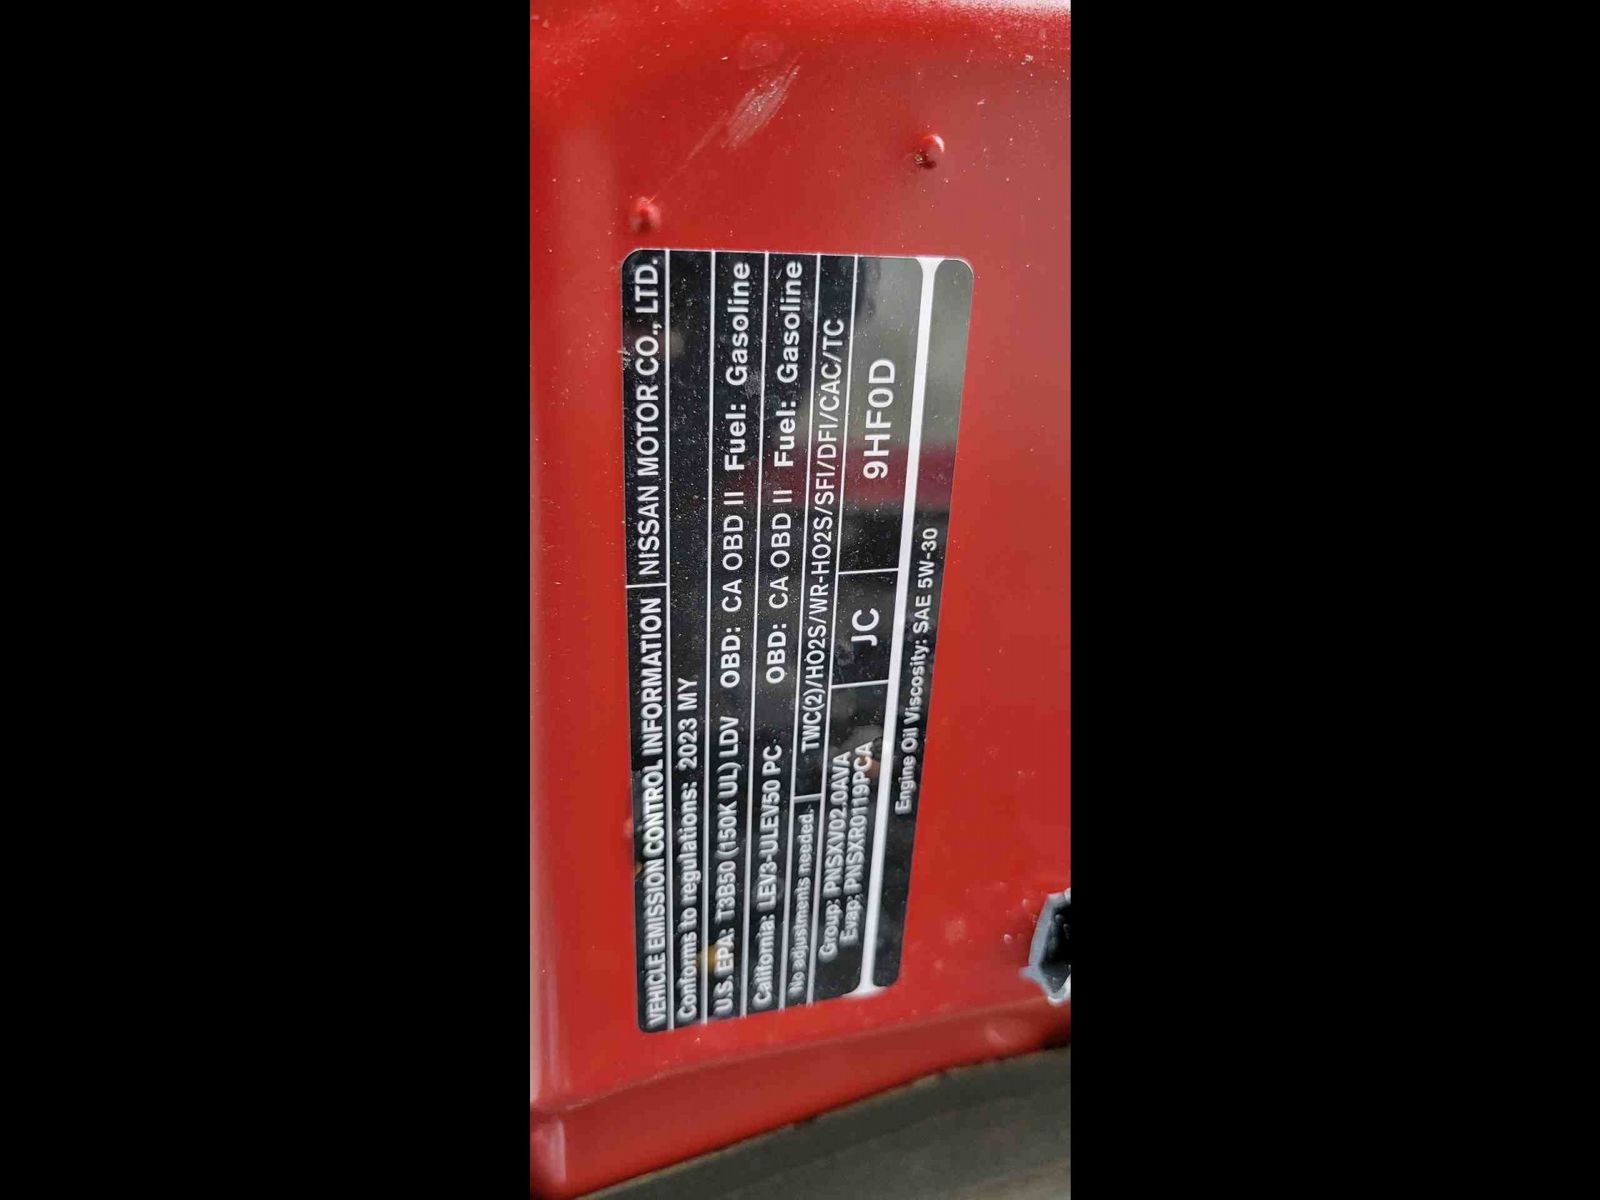 VEHICLE EMISSION CONTROL INFORMATION NISSAN MOTOR CO., LTD.
Conforms to regulations: 2023 MY
U.S. EPA: T3B50 (150K UL) LDV OBD: CA OBD II Fuel: Gasoline
California: LEV3-ULEV50 PC OBD: CA OBD II Fuel: Gasoline
No adjustments needed. TWC(2)/HO2S/WR-HO2S/SFI/DFI/CAC/TC
Group: PNSXV02.0AVA
Evap: PNSXR0119PCA
JC
9HF0D
Engine Oil Viscosity: SAE 5W-30